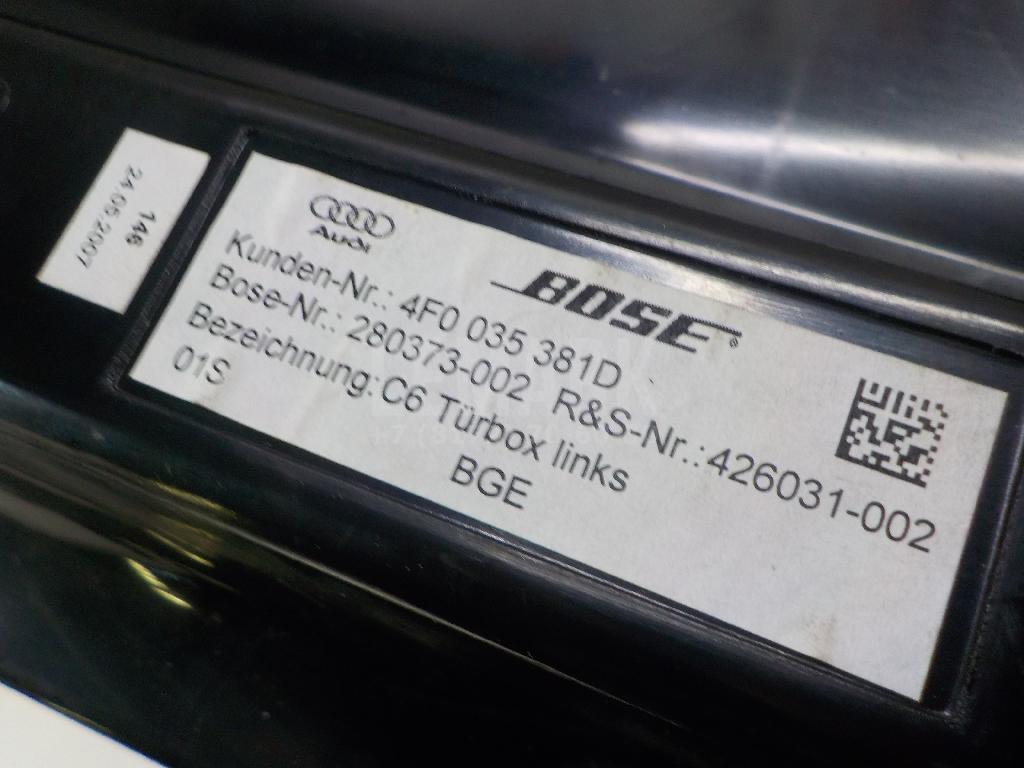 146
24.05.2007
AUDI
BOSE®
Kunden-Nr.: 4F0 035 381D
Bose-Nr.: 280373-002 R&S-Nr.:426031-002
Bezeichnung:C6 Türbox links
01S
BGE